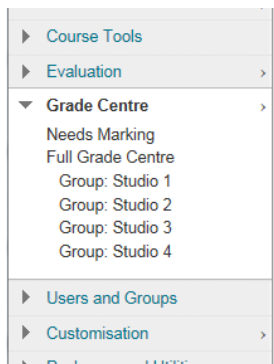 Course Tools
Evaluation
Grade Centre
Needs Marking
Full Grade Centre
Group: Studio 1
Group: Studio 2
Group: Studio 3
Group: Studio 4
Users and Groups
Customisation